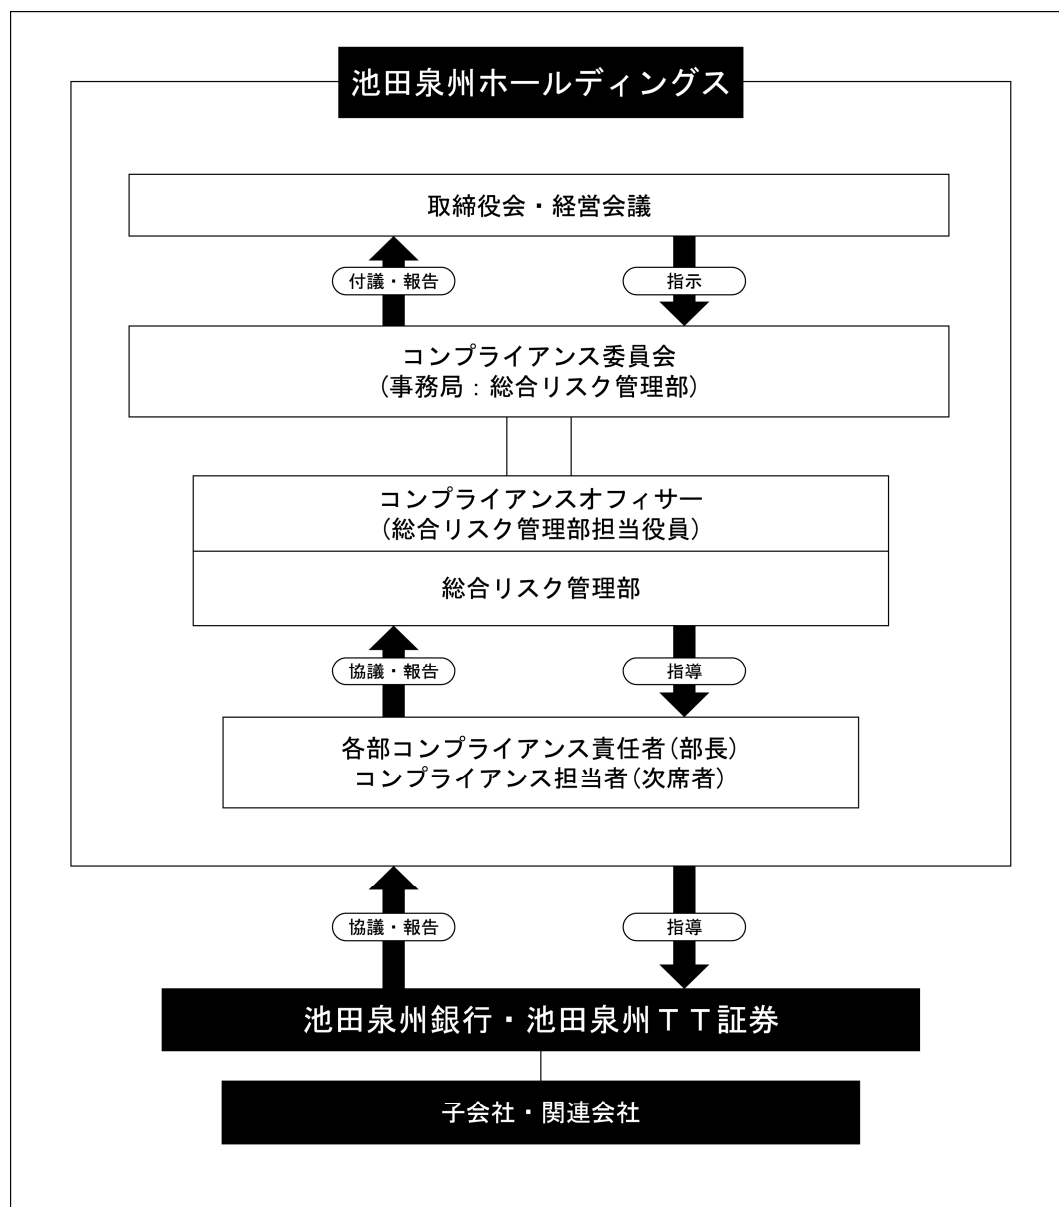 池田泉州ホールディングス
取締役会・経営会議
付議・報告
指示
コンプライアンス委員会
(事務局：総合リスク管理部)
コンプライアンスオフィサー
(総合リスク管理部担当役員)
総合リスク管理部
協議・報告
指導
各部コンプライアンス責任者(部長)
コンプライアンス担当者(次席者)
協議・報告
指導
池田泉州銀行・池田泉州ＴＴ証券
子会社・関連会社